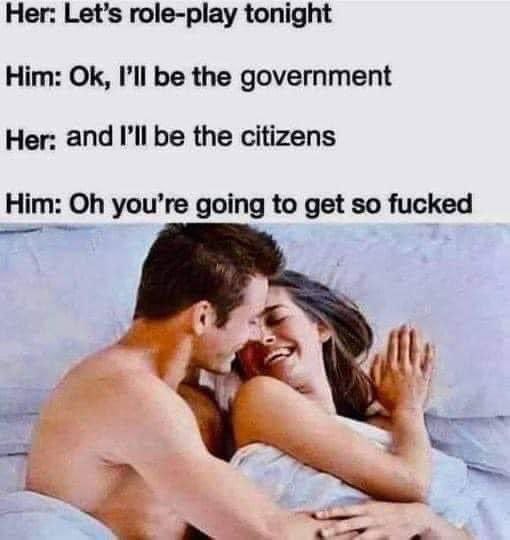 Her: Let's role-play tonight
Him: Ok, I'll be the government
Her: and I'll be the citizens
Him: Oh you're going to get so fucked